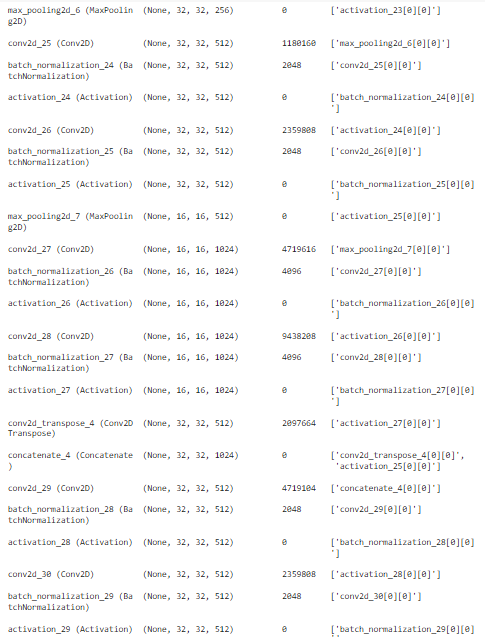 max_pooling2d_6 (MaxPoolin (None, 32, 32, 256) 0 ['activation_23[0][0]']
g2D)
conv2d_25 (Conv2D) (None, 32, 32, 512) 1180160 ['max_pooling2d_6[0][0]']
batch_normalization_24 (Ba (None, 32, 32, 512) 2048 ['conv2d_25[0][0]']
tchNormalization)
activation_24 (Activation) (None, 32, 32, 512) 0 ['batch_normalization_24[0][0]
']
conv2d_26 (Conv2D) (None, 32, 32, 512) 2359808 ['activation_24[0][0]']
batch_normalization_25 (Ba (None, 32, 32, 512) 2048 ['conv2d_26[0][0]']
tchNormalization)
activation_25 (Activation) (None, 32, 32, 512) 0 ['batch_normalization_25[0][0]
']
max_pooling2d_7 (MaxPoolin (None, 16, 16, 512) 0 ['activation_25[0][0]']
g2D)
conv2d_27 (Conv2D) (None, 16, 16, 1024) 4719616 ['max_pooling2d_7[0][0]']
batch_normalization_26 (Ba (None, 16, 16, 1024) 4096 ['conv2d_27[0][0]']
tchNormalization)
activation_26 (Activation) (None, 16, 16, 1024) 0 ['batch_normalization_26[0][0]
']
conv2d_28 (Conv2D) (None, 16, 16, 1024) 9438208 ['activation_26[0][0]']
batch_normalization_27 (Ba (None, 16, 16, 1024) 4096 ['conv2d_28[0][0]']
tchNormalization)
activation_27 (Activation) (None, 16, 16, 1024) 0 ['batch_normalization_27[0][0]
']
conv2d_transpose_4 (Conv2D (None, 32, 32, 512) 2097664 ['activation_27[0][0]']
Transpose)
concatenate_4 (Concatenate (None, 32, 32, 1024) 0 ['conv2d_transpose_4[0][0]',
) 'activation_25[0][0]']
conv2d_29 (Conv2D) (None, 32, 32, 512) 4719104 ['concatenate_4[0][0]']
batch_normalization_28 (Ba (None, 32, 32, 512) 2048 ['conv2d_29[0][0]']
tchNormalization)
activation_28 (Activation) (None, 32, 32, 512) 0 ['batch_normalization_28[0][0]
']
conv2d_30 (Conv2D) (None, 32, 32, 512) 2359808 ['activation_28[0][0]']
batch_normalization_29 (Ba (None, 32, 32, 512) 2048 ['conv2d_30[0][0]']
tchNormalization)
activation_29 (Activation) (None, 32, 32, 512) 0 ['batch_normalization_29[0][0]